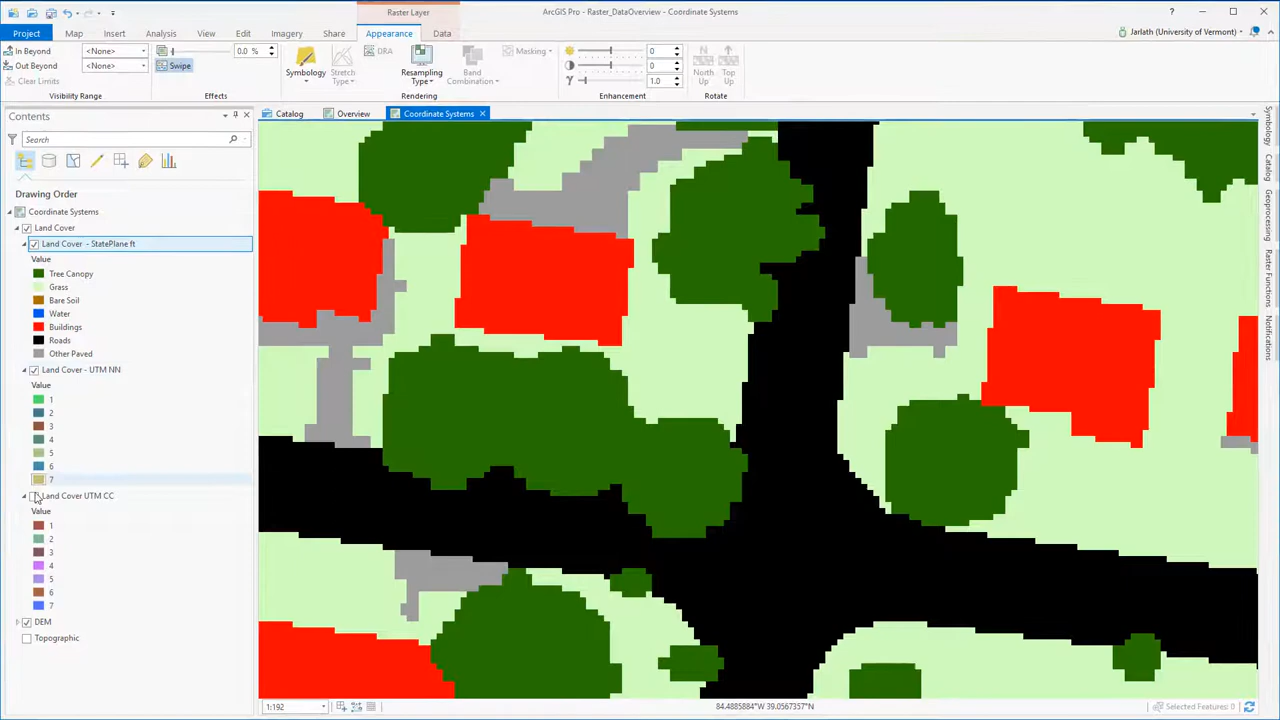 Raster Layer
ArcGIS Pro - Raster_DataOverview - Coordinate Systems
Project Map Insert Analysis View Edit Imagery Share Appearance Data
Jarlath (University of Vermont)
In Beyond <None>
Out Beyond <None>
Clear Limits
Visibility Range
0.0 %
Swipe
Effects
Symbology
Stretch Type
DRA
Resampling Type
Band Combination
Masking
Rendering
0
0
1.0
Enhancement
North Up
Top Up
Rotate
Contents
Catalog Overview Coordinate Systems
Search
Drawing Order
Coordinate Systems
Land Cover
Land Cover - StatePlane ft
Value
Tree Canopy
Grass
Bare Soil
Water
Buildings
Roads
Other Paved
Land Cover - UTM NN
Value
1
2
3
4
5
6
7
Land Cover UTM CC
Value
1
2
3
4
5
6
7
DEM
Topographic
Symbology
Catalog
Geoprocessing
Raster Functions
Notifications
1:192
84.4885884°W 39.0567357°N
Selected Features: 0